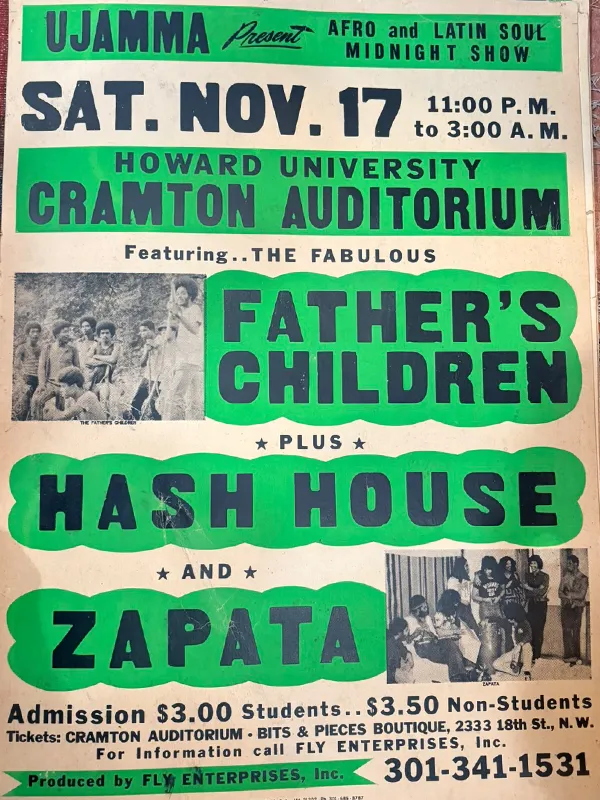 UJAMMA Present AFRO and LATIN SOUL
MIDNIGHT SHOW
SAT. NOV. 17 11:00 P.M.
to 3:00 A.M.
HOWARD UNIVERSITY
CRAMTON AUDITORIUM
Featuring..THE FABULOUS
FATHER'S
CHILDREN
THE FATHER'S CHILDREN
★ PLUS ★
HASH HOUSE
★ AND ★
ZAPATA
ZAPATA
Admission $3.00 Students..$3.50 Non-Students
Tickets: CRAMTON AUDITORIUM · BITS & PIECES BOUTIQUE, 2333 18th St., N.W.
For Information call FLY ENTERPRISES, Inc.
Produced by FLY ENTERPRISES, Inc. 301-341-1531